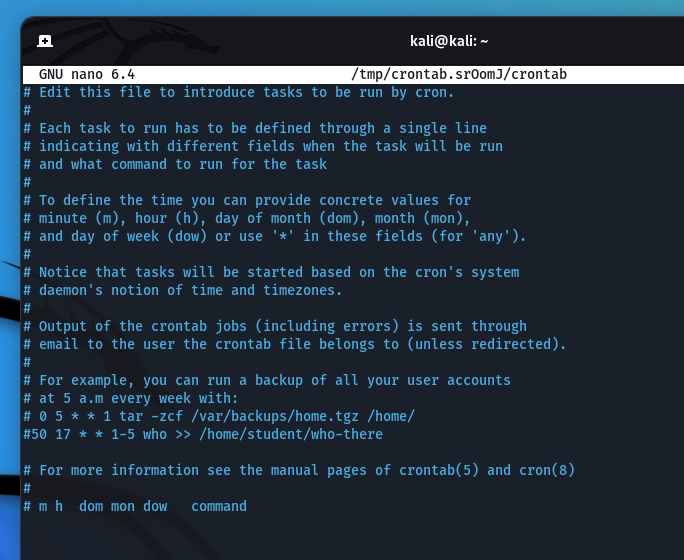 kali@kali: ~
GNU nano 6.4 /tmp/crontab.srOomJ/crontab
# Edit this file to introduce tasks to be run by cron.
#
# Each task to run has to be defined through a single line
# indicating with different fields when the task will be run
# and what command to run for the task
#
# To define the time you can provide concrete values for
# minute (m), hour (h), day of month (dom), month (mon),
# and day of week (dow) or use '*' in these fields (for 'any').
#
# Notice that tasks will be started based on the cron's system
# daemon's notion of time and timezones.
#
# Output of the crontab jobs (including errors) is sent through
# email to the user the crontab file belongs to (unless redirected).
#
# For example, you can run a backup of all your user accounts
# at 5 a.m every week with:
# 0 5 * * 1 tar -zcf /var/backups/home.tgz /home/
#50 17 * * 1-5 who >> /home/student/who-there

# For more information see the manual pages of crontab(5) and cron(8)
#
# m h  dom mon dow   command